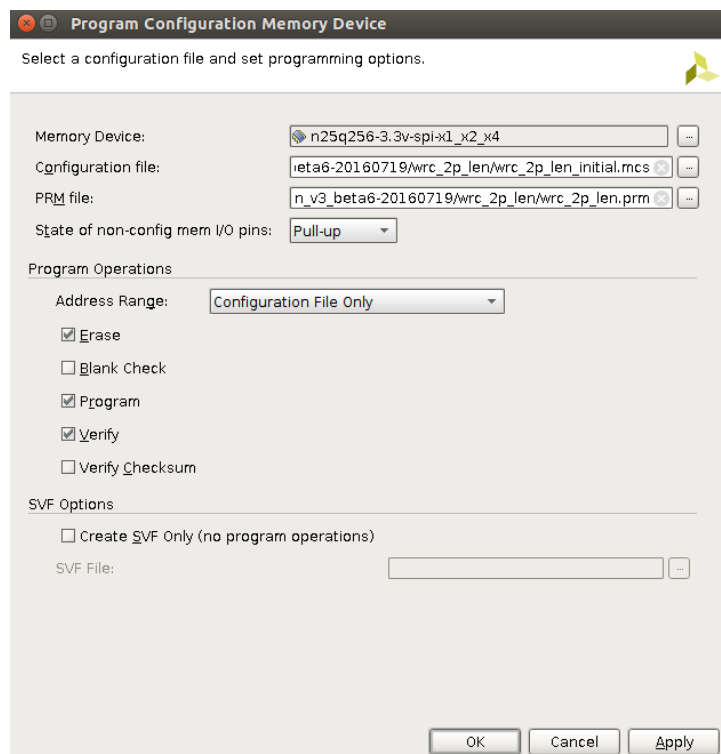 Program Configuration Memory Device
Select a configuration file and set programming options.
Memory Device: n25q256-3.3v-spi-x1_x2_x4 ...
Configuration file: eta6-20160719/wrc_2p_len/wrc_2p_len_initial.mcs ...
PRM file: n_v3_beta6-20160719/wrc_2p_len/wrc_2p_len.prm ...
State of non-config mem I/O pins: Pull-up
Program Operations
Address Range: Configuration File Only
Erase
Blank Check
Program
Verify
Verify Checksum
SVF Options
Create SVF Only (no program operations)
SVF File: ...
OK Cancel Apply